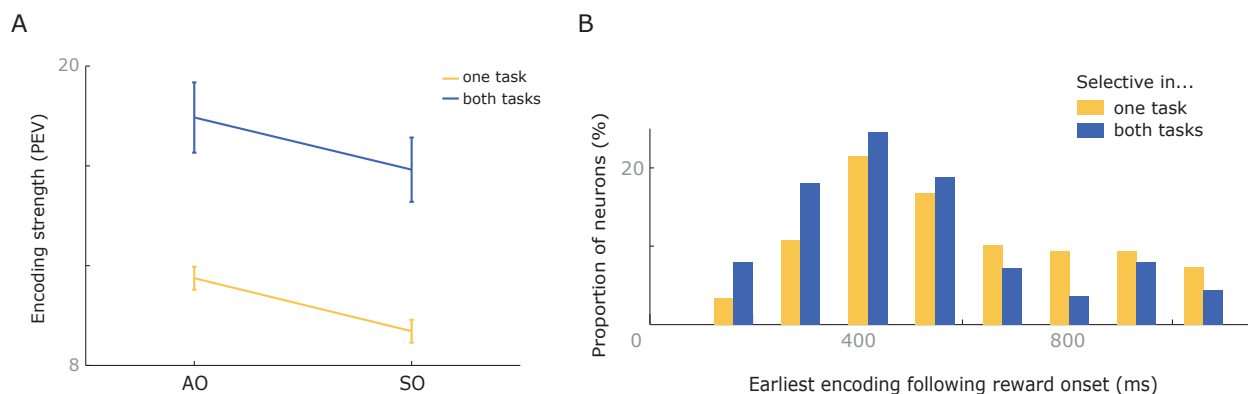 A
Encoding strength (PEV)
20
8
AO
SO
one task
both tasks
B
Proportion of neurons (%)
20
0
400
800
Earliest encoding following reward onset (ms)
Selective in...
one task
both tasks